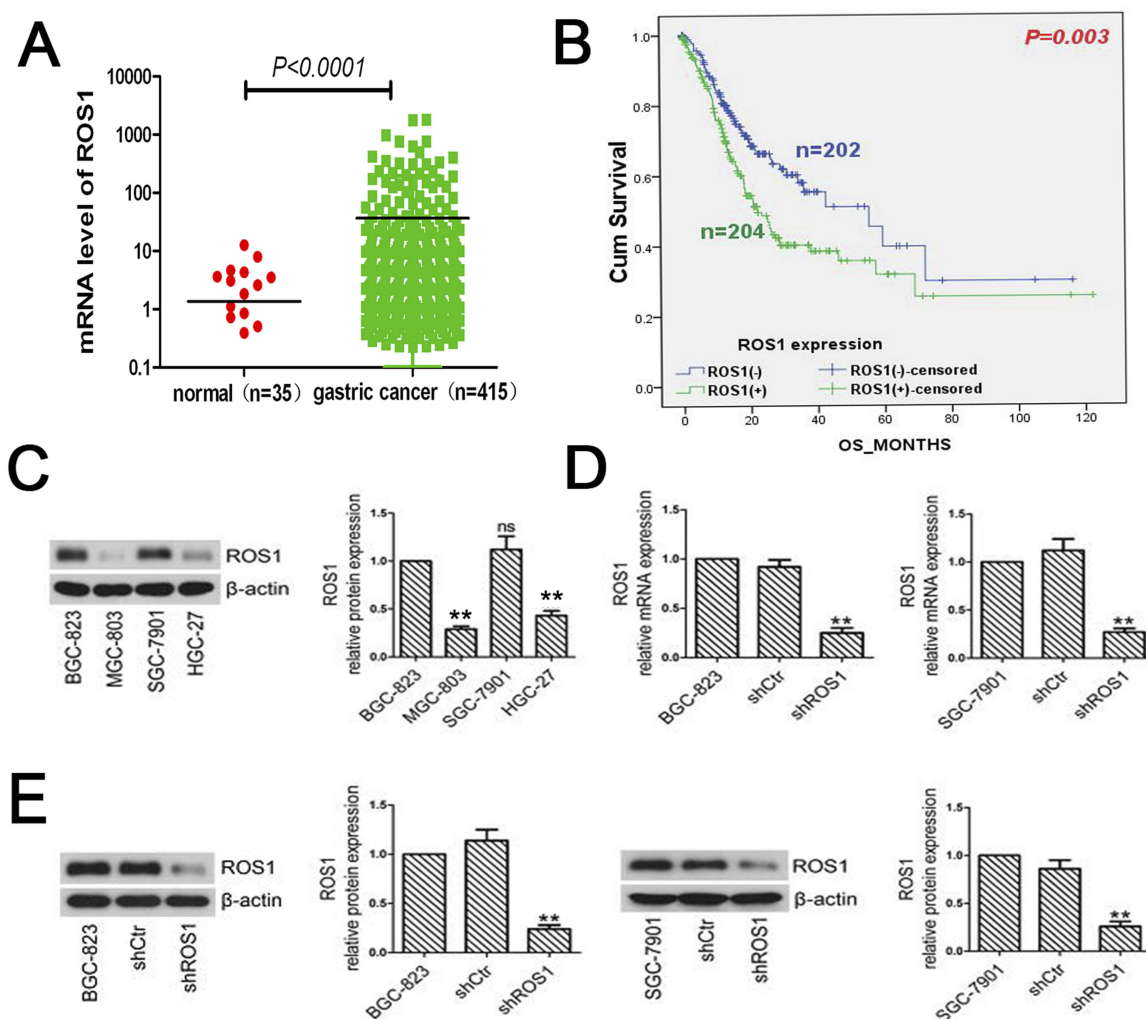 A
P<0.0001
mRNA level of ROS1
10000
1000
100
10
1
0.1
normal（n=35）
gastric cancer（n=415）
B
P=0.003
Cum Survival
1.0
0.8
0.6
0.4
0.2
0.0
n=202
n=204
ROS1 expression
ROS1(-)
ROS1(+)
ROS1(-)-censored
ROS1(+)-censored
0
20
40
60
80
100
120
OS_MONTHS
C
ROS1
β-actin
BGC-823
MGC-803
SGC-7901
HGC-27
ROS1
relative protein expression
1.5
1.0
0.5
0.0
**
ns
**
BGC-823
MGC-803
SGC-7901
HGC-27
D
ROS1
relative mRNA expression
1.5
1.0
0.5
0.0
**
BGC-823
shCtr
shROS1
ROS1
relative mRNA expression
1.5
1.0
0.5
0.0
**
SGC-7901
shCtr
shROS1
E
ROS1
β-actin
BGC-823
shCtr
shROS1
ROS1
relative protein expression
1.5
1.0
0.5
0.0
**
BGC-823
shCtr
shROS1
ROS1
β-actin
SGC-7901
shCtr
shROS1
ROS1
relative protein expression
1.5
1.0
0.5
0.0
**
SGC-7901
shCtr
shROS1